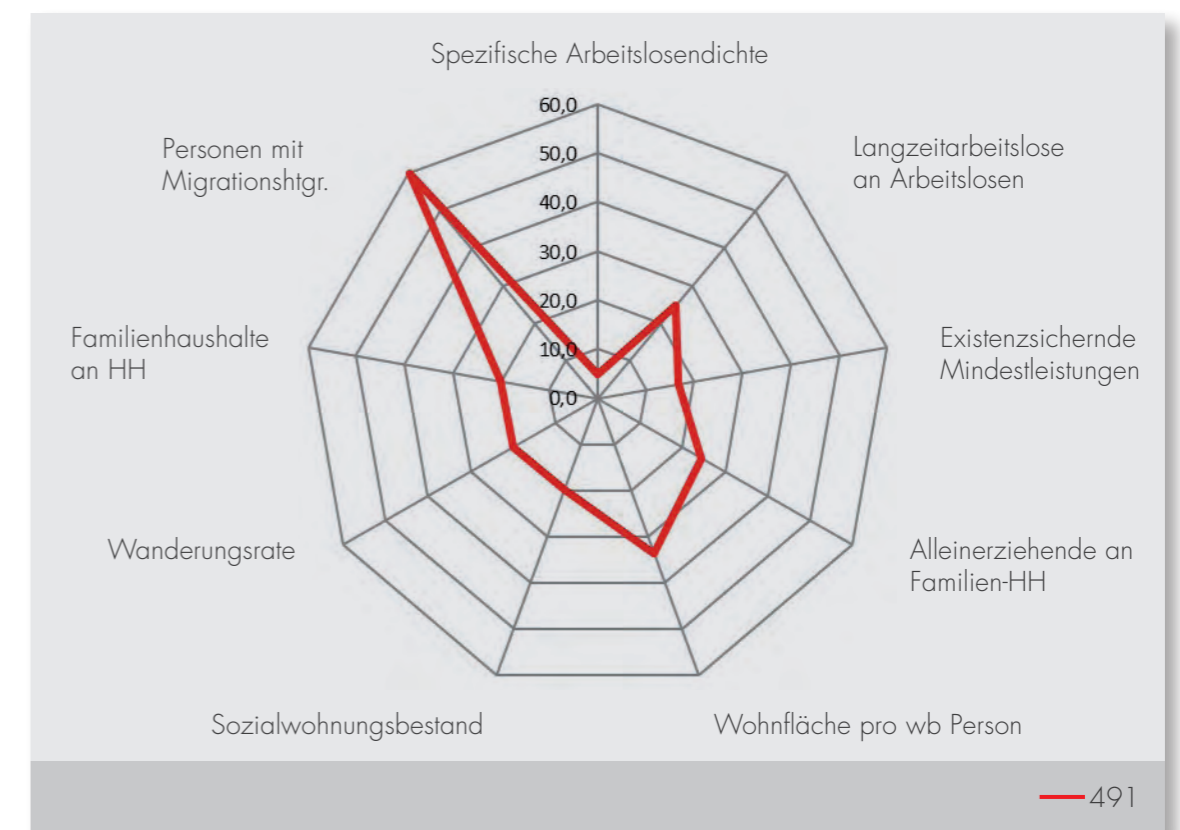 Spezifische Arbeitslosendichte
60,0
50,0
40,0
30,0
20,0
10,0
0,0
Personen mit
Migrationshtgr.
Langzeitarbeitslose
an Arbeitslosen
Familienhaushalte
an HH
Existenzsichernde
Mindestleistungen
Wanderungsrate
Alleinerziehende an
Familien-HH
Sozialwohnungsbestand
Wohnfläche pro wb Person
491